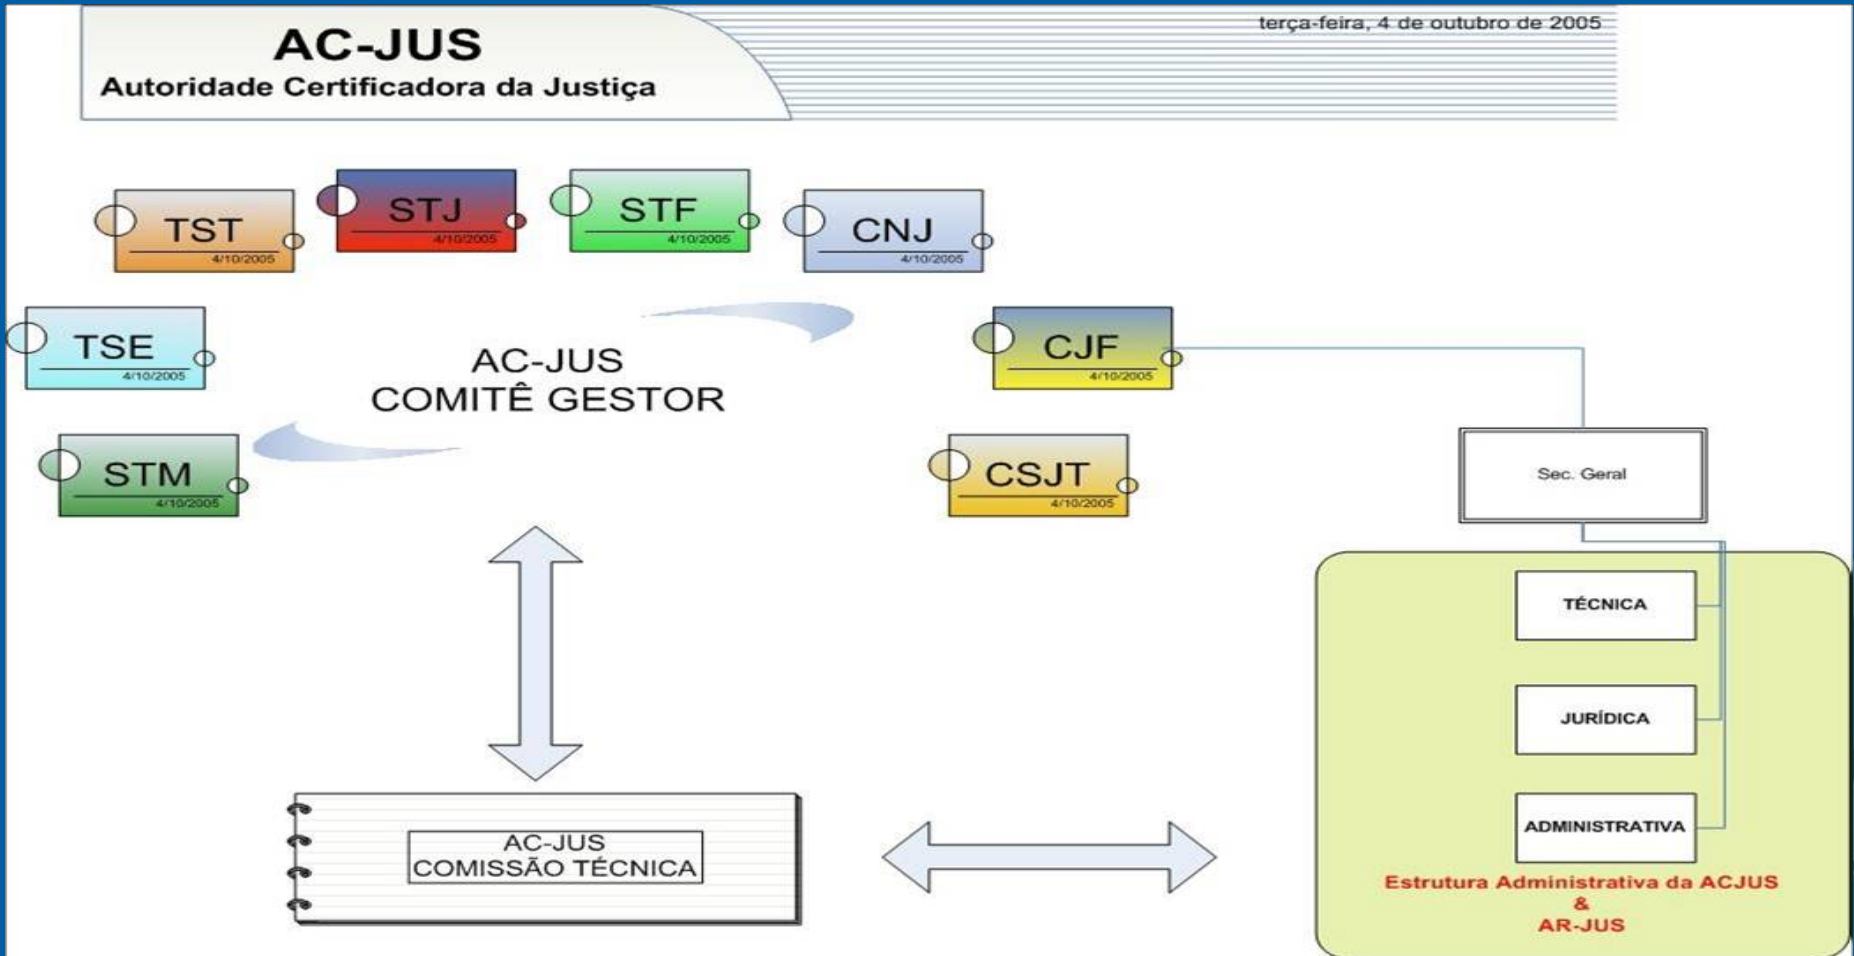 AC-JUS
Autoridade Certificadora da Justiça
terça-feira, 4 de outubro de 2005
TST
4/10/2005
STJ
4/10/2005
STF
4/10/2005
CNJ
4/10/2005
TSE
4/10/2005
CJF
4/10/2005
AC-JUS
COMITÊ GESTOR
STM
4/10/2005
CSJT
4/10/2005
Sec. Geral
TÉCNICA
JURÍDICA
ADMINISTRATIVA
Estrutura Administrativa da ACJUS
&
AR-JUS
AC-JUS
COMISSÃO TÉCNICA